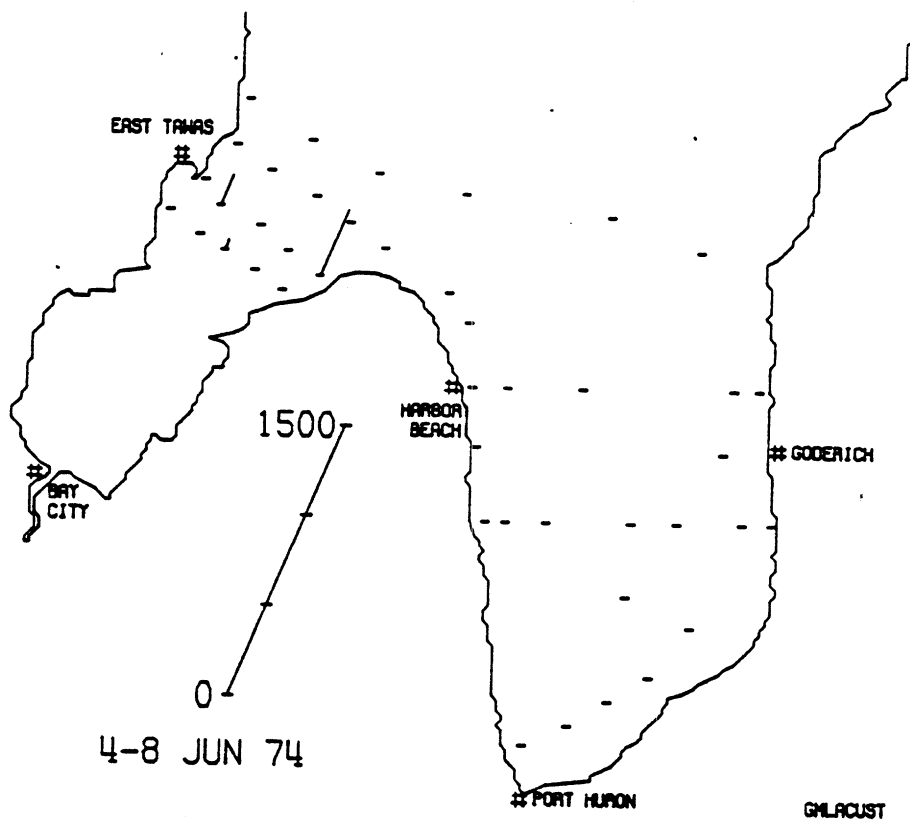 EAST TAWAS
1500
HARBOR
BEACH
GODERICH
BAY
CITY
0
4-8 JUN 74
PORT HURON
GMLACUST